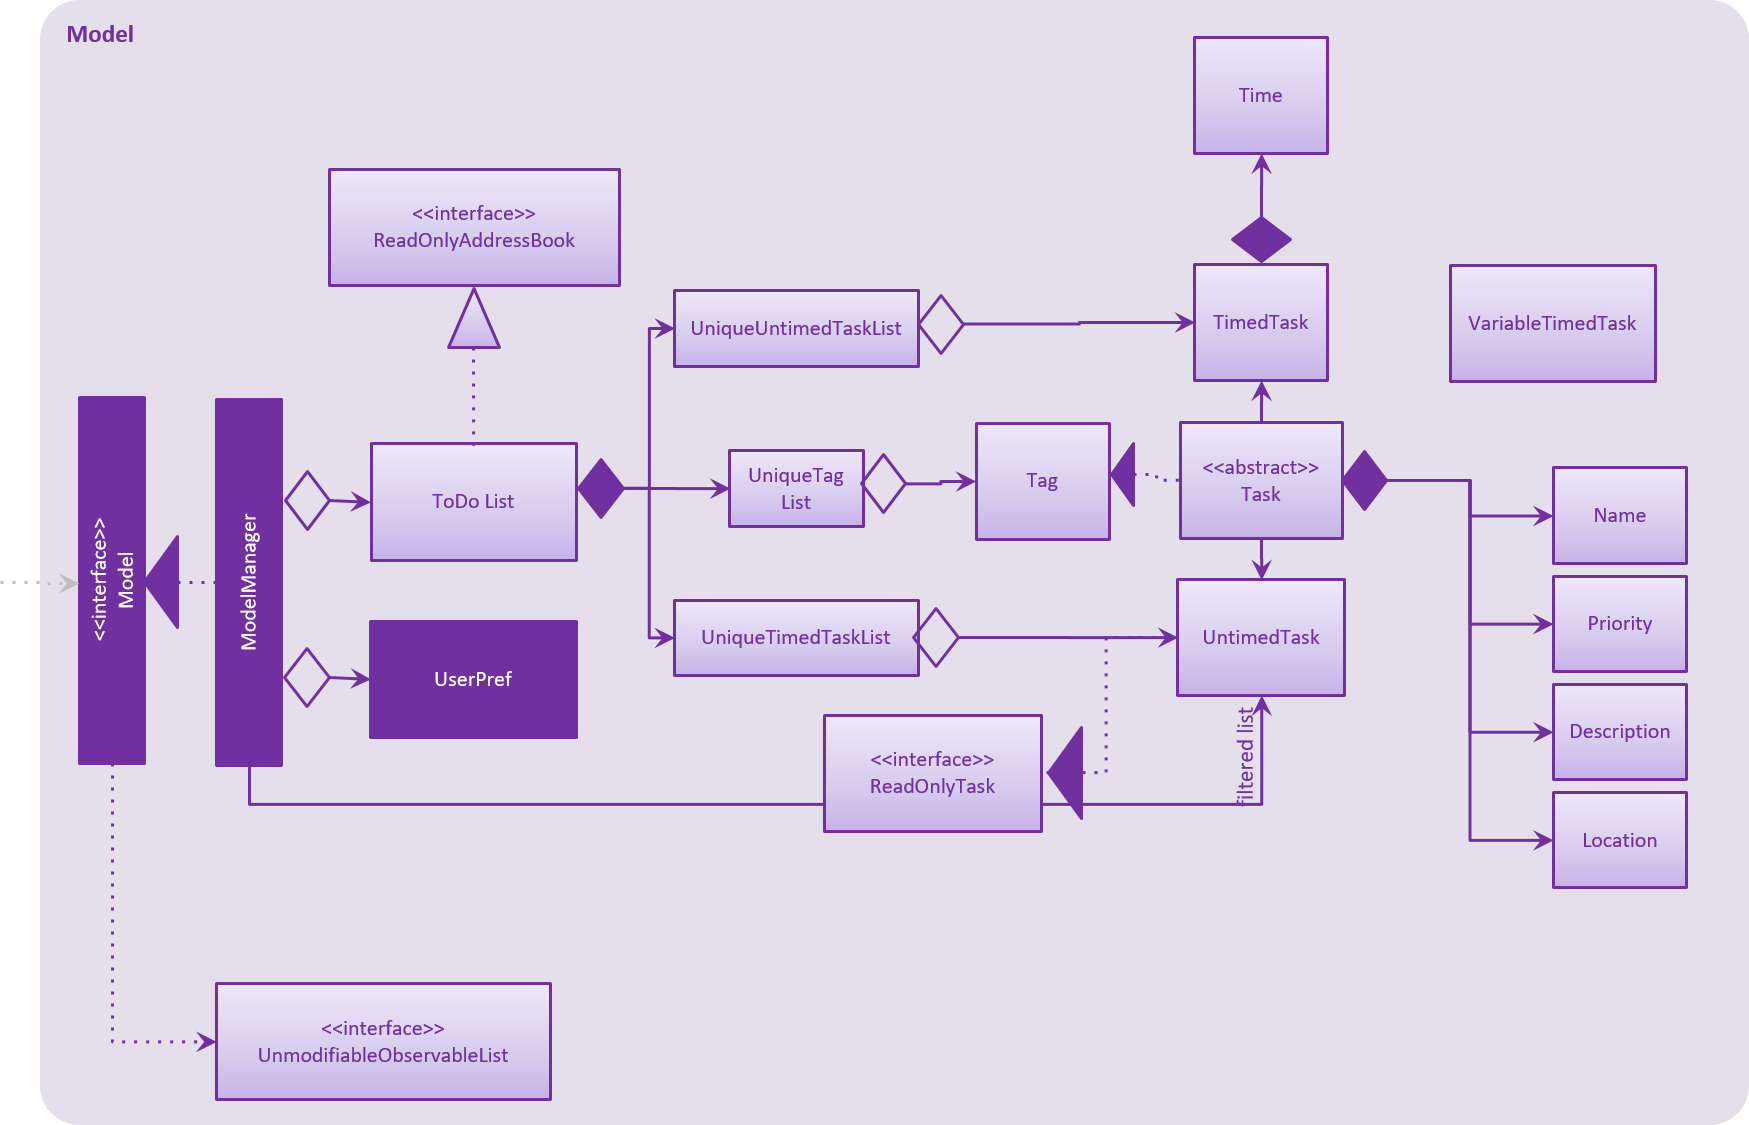 Model
Time
<<interface>>
ReadOnlyAddressBook
UniqueUntimedTaskList
TimedTask
VariableTimedTask
<<interface>>
Model
ModelManager
ToDo List
UniqueTag
List
Tag
<<abstract>>
Task
Name
Priority
UniqueTimedTaskList
UntimedTask
UserPref
Description
<<interface>>
ReadOnlyTask
filtered list
Location
<<interface>>
UnmodifiableObservableList